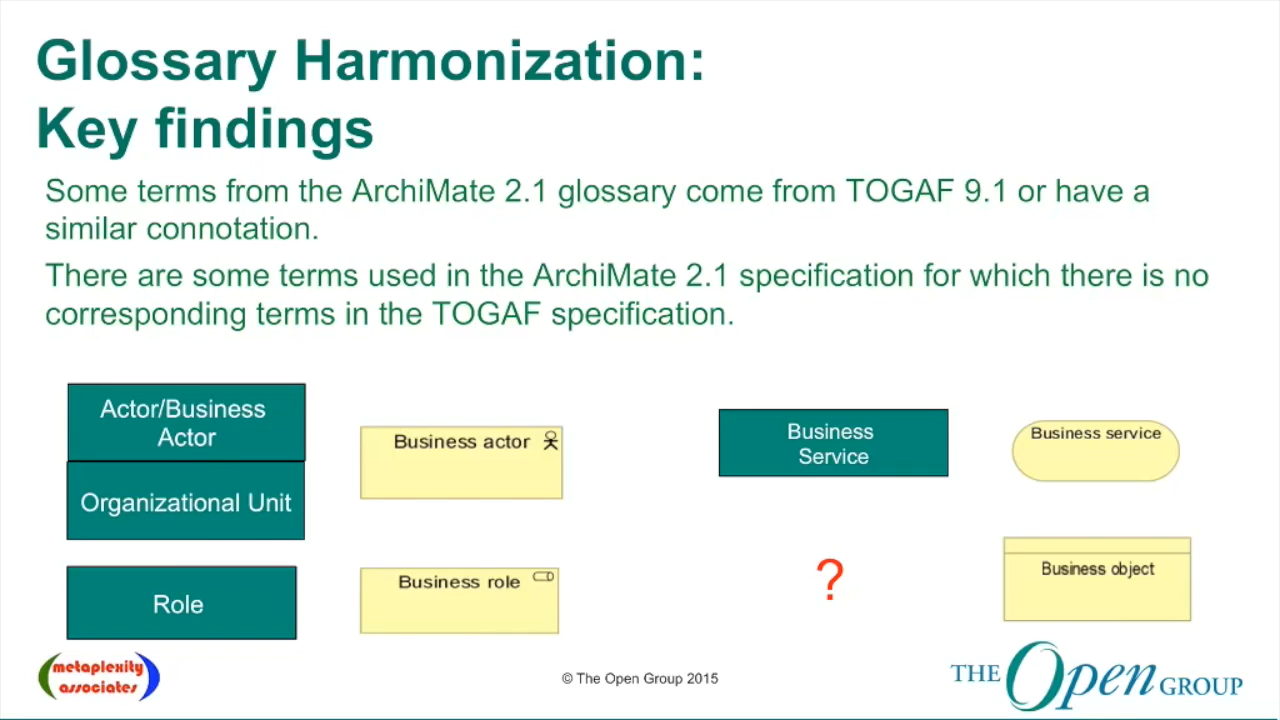 Glossary Harmonization:
Key findings
Some terms from the ArchiMate 2.1 glossary come from TOGAF 9.1 or have a
similar connotation.
There are some terms used in the ArchiMate 2.1 specification for which there is no
corresponding terms in the TOGAF specification.
Actor/Business
Actor
Organizational Unit
Role
Business actor
Business role
Business
Service
?
Business service
Business object
metaplexity
associates
© The Open Group 2015
THE Open GROUP